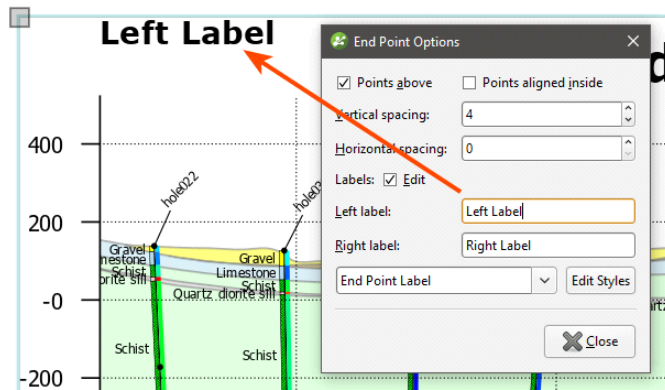 Left Label
End Point Options
Points above
Points aligned inside
Vertical spacing:
4
Horizontal spacing:
0
Labels:
Edit
Left label:
Left Label
Right label:
Right Label
End Point Label
Edit Styles
Close
400
200
-0
-200
hole022
Gravel
Schist
Schist
Gravel
Limestone
Schist
Quartz diorite sill
Schist